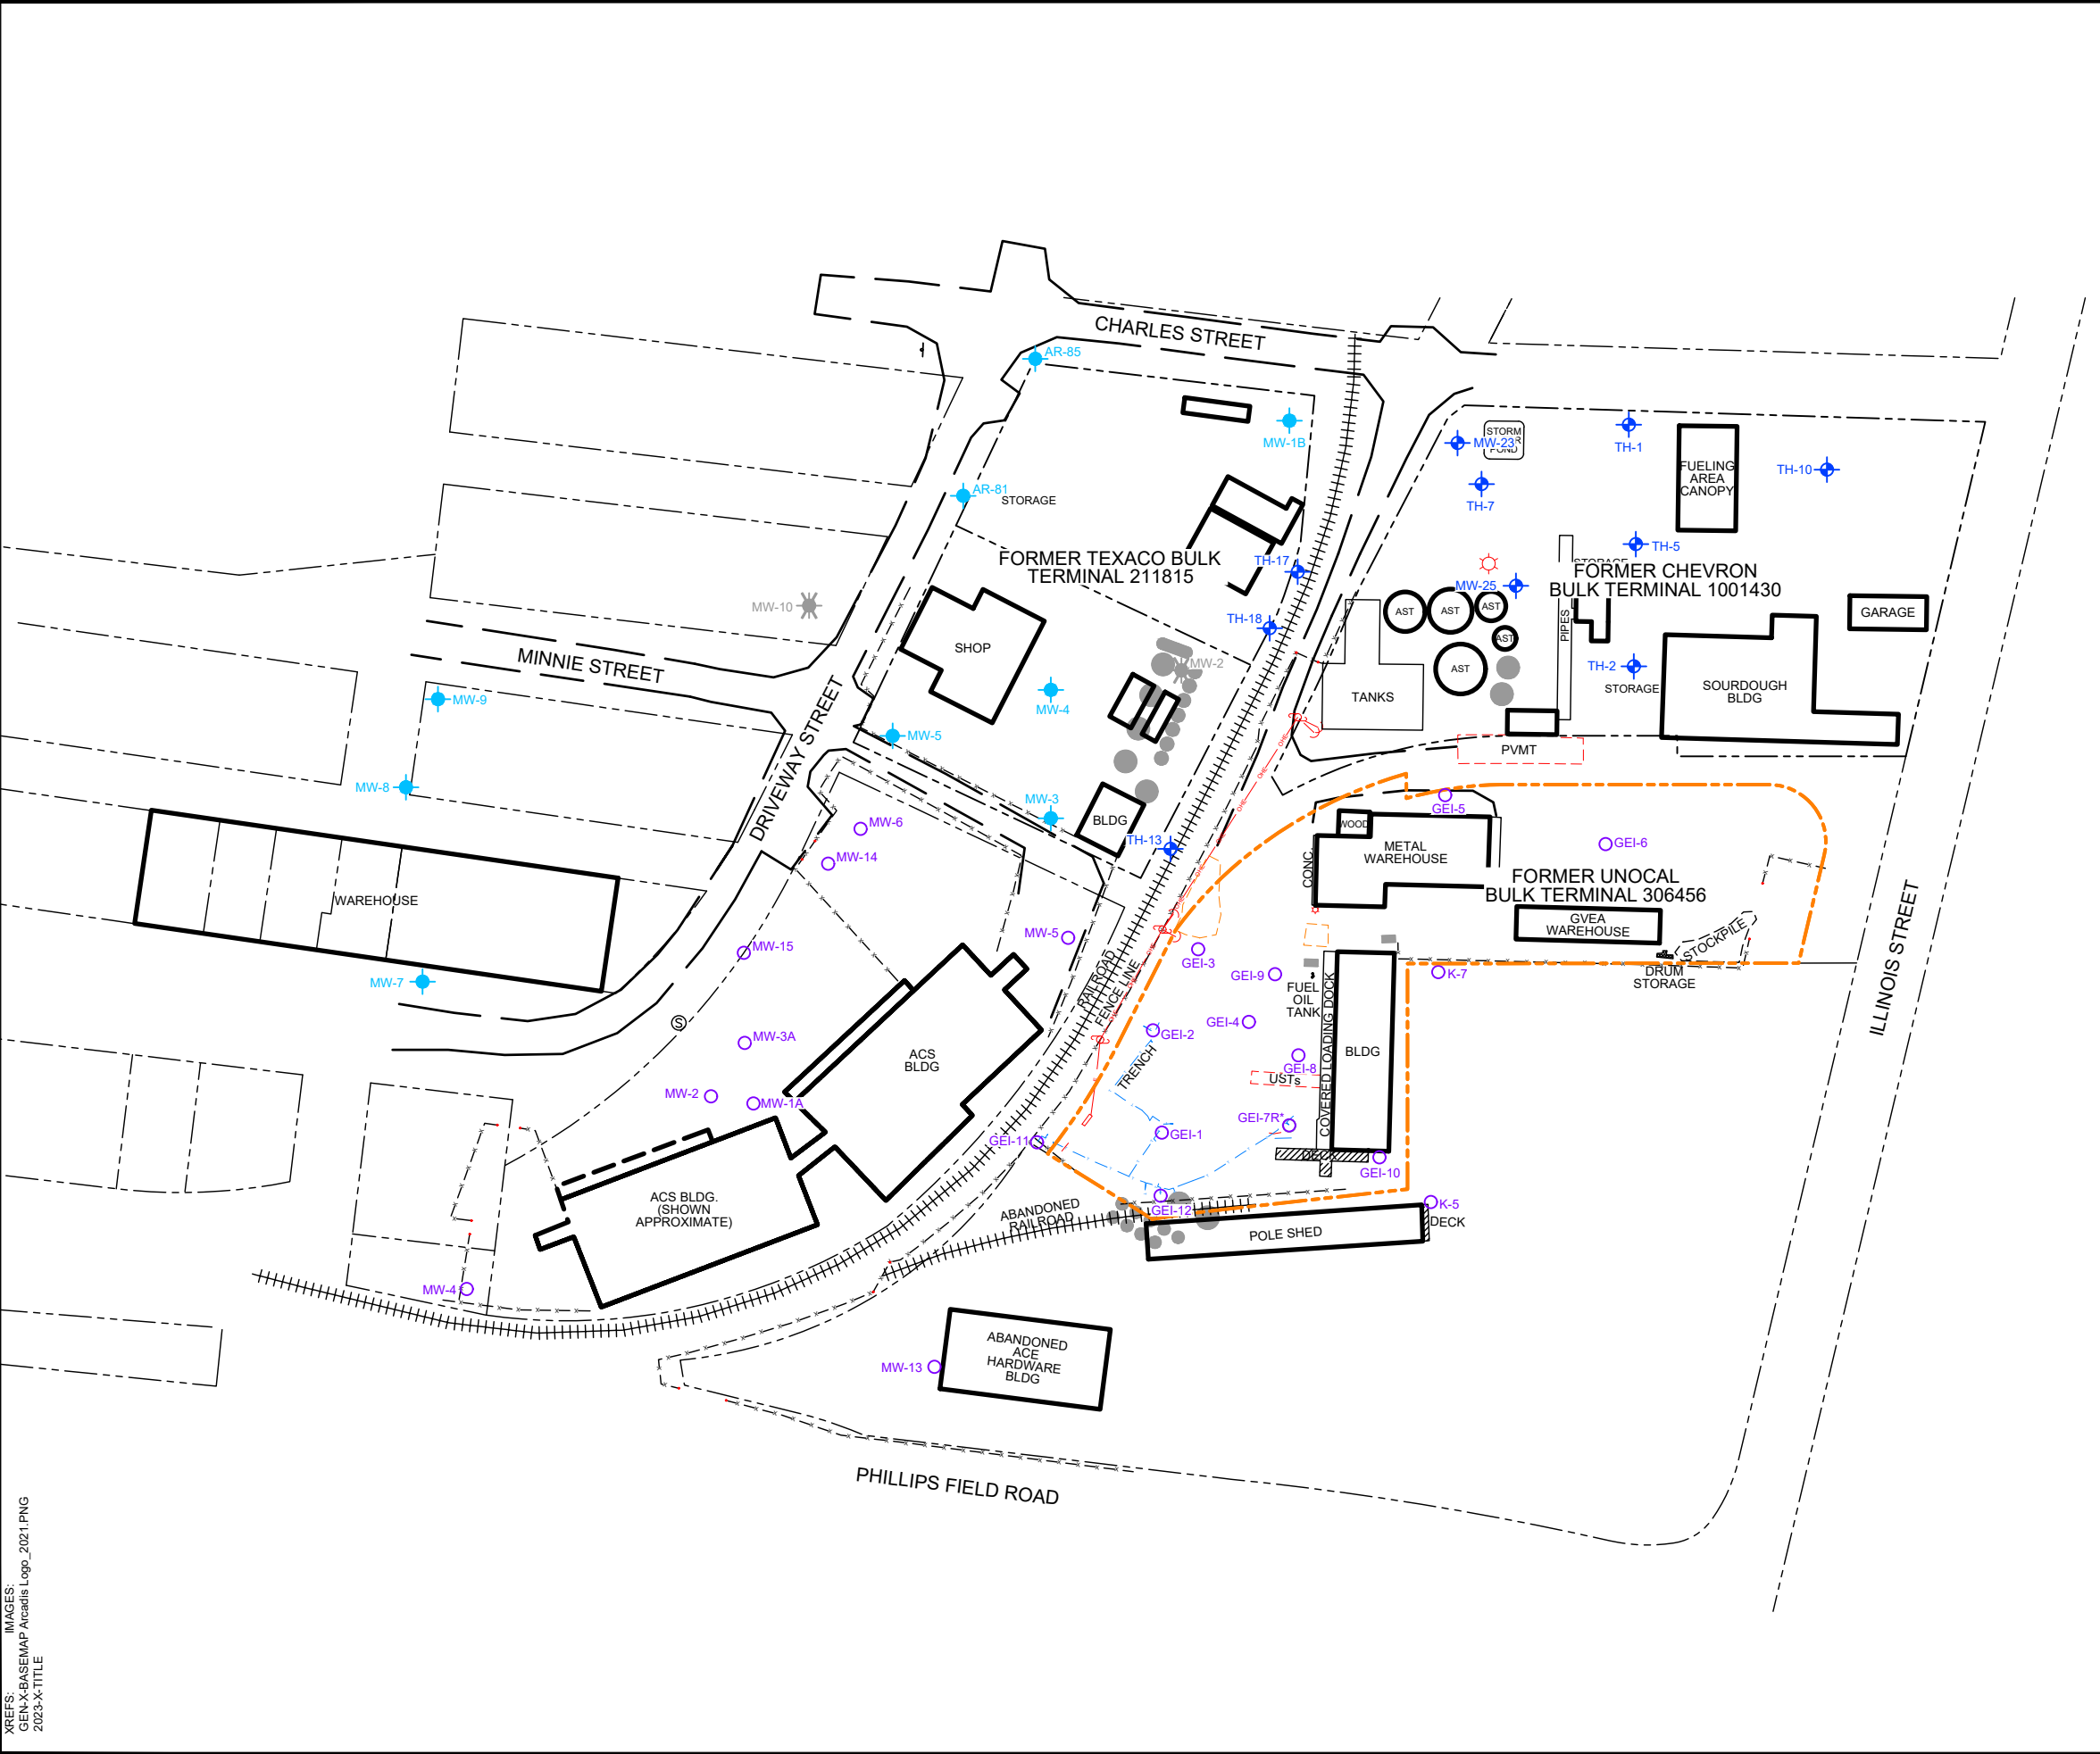 CHARLES STREET
AR-85
MW-1B
STORM
MW-23
POND
TH-1
TH-7
FUELING
AREA
CANOPY
TH-10
AR-81
STORAGE
TH-5
FORMER TEXACO BULK
TERMINAL 211815
TH-17
STORAGE
FORMER CHEVRON
BULK TERMINAL 1001430
MW-25
MW-10
AST
AST
AST
AST
AST
PIPES
GARAGE
TH-18
SHOP
MINNIE STREET
MW-2
TH-2
STORAGE
SOURDOUGH
BLDG
TANKS
MW-9
MW-4
MW-5
DRIVEWAY STREET
PVMT
MW-8
MW-3
BLDG
GEI-5
WOOD
MW-6
TH-13
METAL
WAREHOUSE
CONC.
GEI-6
MW-14
FORMER UNOCAL
BULK TERMINAL 306456
WAREHOUSE
GVEA
WAREHOUSE
STOCKPILE
ILLINOIS STREET
MW-5
MW-15
GEI-3
GEI-9
K-7
DRUM
STORAGE
MW-7
RAILROAD
FENCE LINE
FUEL
OIL
TANK
S
GEI-2
GEI-4
MW-3A
ACS
BLDG
TRENCH
GEI-8
USTs
COVERED LOADING DOCK
BLDG
MW-2
MW-1A
GEI-7R*
GEI-11
GEI-1
DECK
GEI-10
ACS BLDG.
(SHOWN
APPROXIMATE)
ABANDONED
RAILROAD
GEI-12
K-5
DECK
POLE SHED
MW-4
MW-13
ABANDONED
ACE
HARDWARE
BLDG
PHILLIPS FIELD ROAD
OHE
OHE
OHE
OHE
OHE
XREFS:
IMAGES:
GEN-X-BASEMAP Arcadis Logo_2021.PNG
2023-X-TITLE